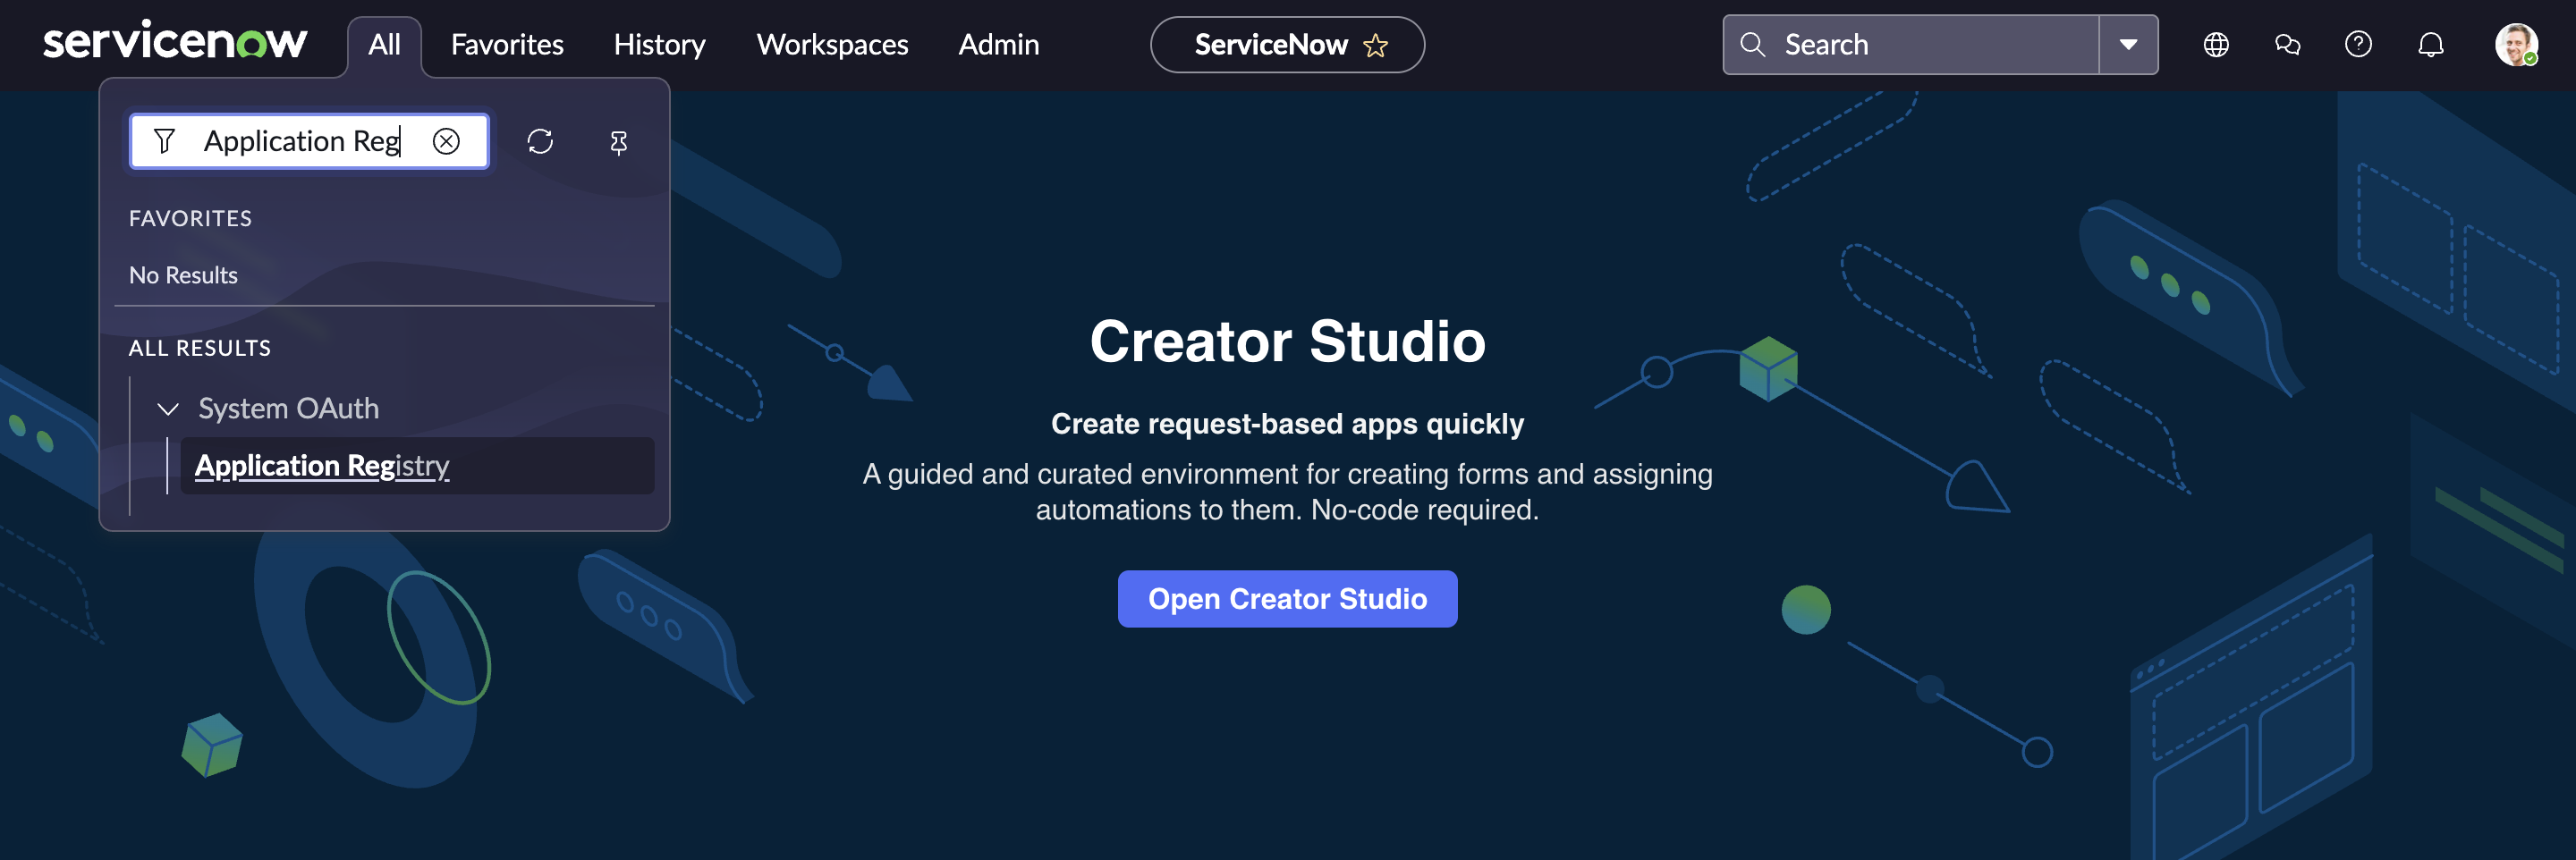 servicenow
All
Favorites
History
Workspaces
Admin
ServiceNow
Search
Application Reg
FAVORITES
No Results
ALL RESULTS
System OAuth
Application Registry
Creator Studio
Create request-based apps quickly
A guided and curated environment for creating forms and assigning
automations to them. No-code required.
Open Creator Studio